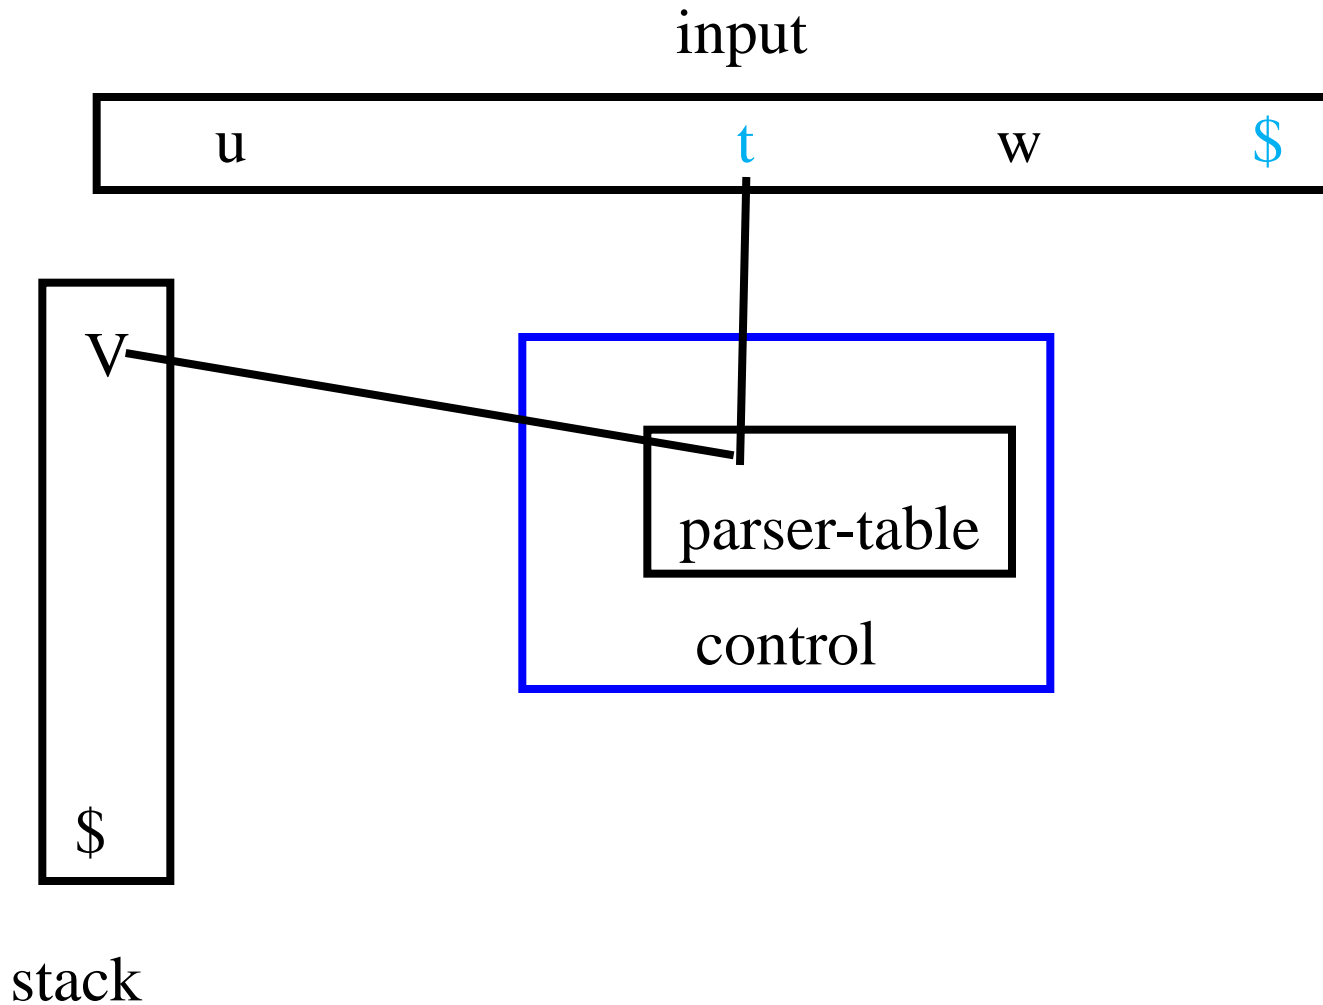 input
u t w $
V
parser-table
control
$
stack